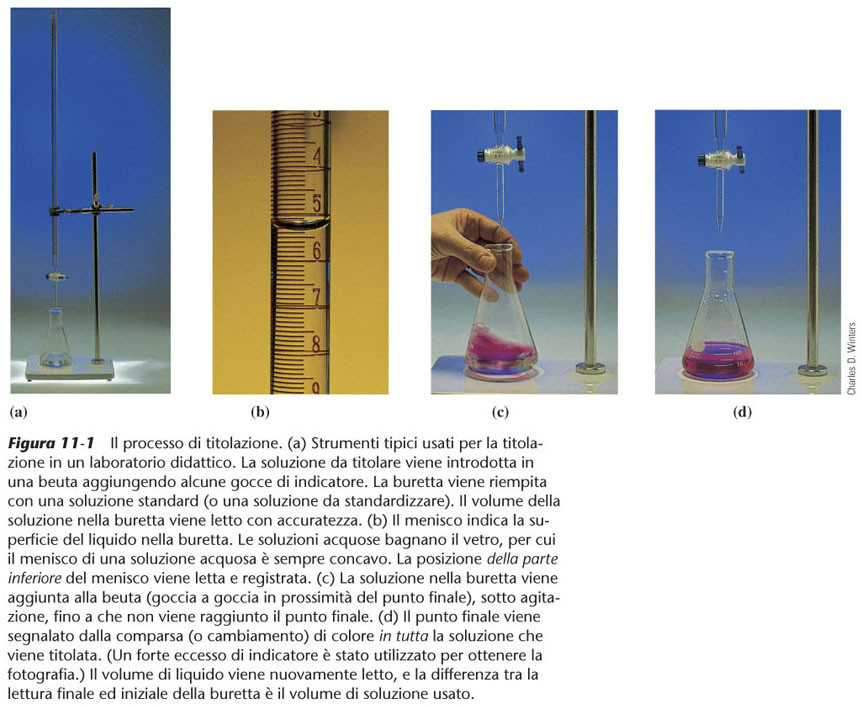 3
4
5
6
7
8
9
Charles D. Winters
(a) (b) (c) (d)
Figura 11-1 Il processo di titolazione. (a) Strumenti tipici usati per la titola-
zione in un laboratorio didattico. La soluzione da titolare viene introdotta in
una beuta aggiungendo alcune gocce di indicatore. La buretta viene riempita
con una soluzione standard (o una soluzione da standardizzare). Il volume della
soluzione nella buretta viene letto con accuratezza. (b) Il menisco indica la su-
perficie del liquido nella buretta. Le soluzioni acquose bagnano il vetro, per cui
il menisco di una soluzione acquosa è sempre concavo. La posizione della parte
inferiore del menisco viene letta e registrata. (c) La soluzione nella buretta viene
aggiunta alla beuta (goccia a goccia in prossimità del punto finale), sotto agita-
zione, fino a che non viene raggiunto il punto finale. (d) Il punto finale viene
segnalato dalla comparsa (o cambiamento) di colore in tutta la soluzione che
viene titolata. (Un forte eccesso di indicatore è stato utilizzato per ottenere la
fotografia.) Il volume di liquido viene nuovamente letto, e la differenza tra la
lettura finale ed iniziale della buretta è il volume di soluzione usato.